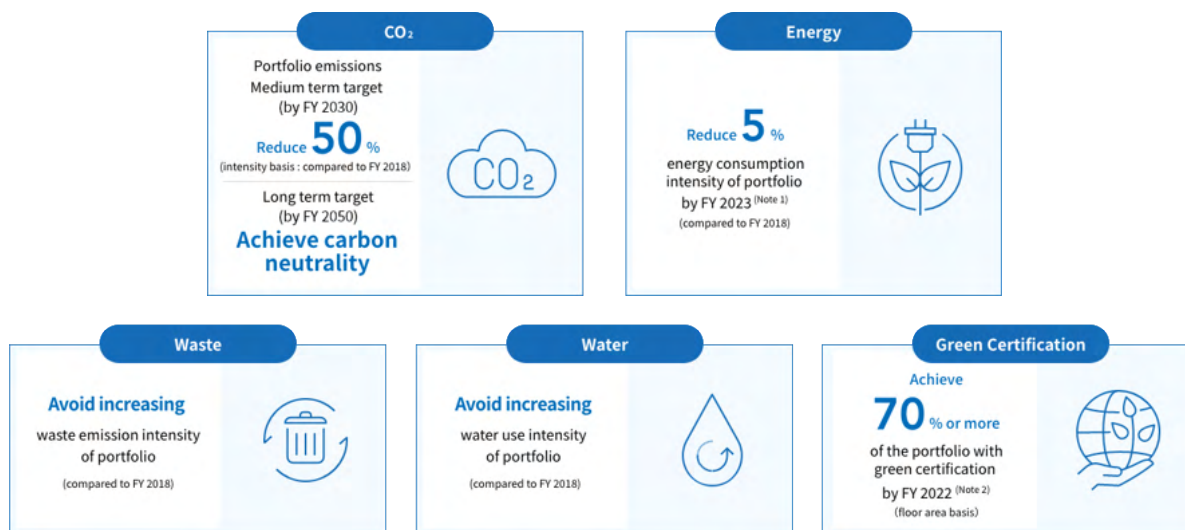 CO₂
Portfolio emissions
Medium term target
(by FY 2030)
Reduce 50 %
(intensity basis : compared to FY 2018)
Long term target
(by FY 2050)
Achieve carbon
neutrality
CO₂
Energy
Reduce 5 %
energy consumption
intensity of portfolio
by FY 2023 (Note 1)
(compared to FY 2018)
Waste
Avoid increasing
waste emission intensity
of portfolio
(compared to FY 2018)
Water
Avoid increasing
water use intensity
of portfolio
(compared to FY 2018)
Green Certification
Achieve
70 % or more
of the portfolio with
green certification
by FY 2022 (Note 2)
(floor area basis)